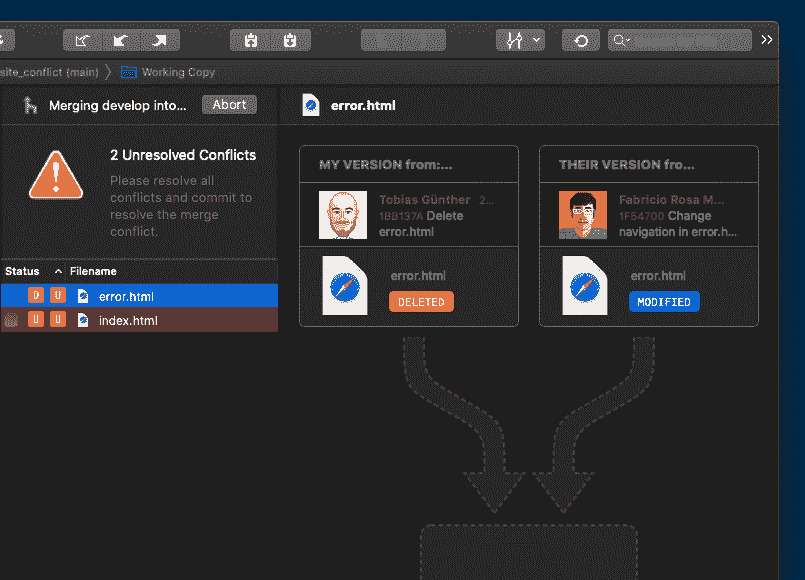 site_conflict (main) Working Copy
Merging develop into... Abort
error.html
2 Unresolved Conflicts
Please resolve all
conflicts and commit to
resolve the merge
conflict.
Status Filename
D U error.html
U U index.html
MY VERSION from:...
Tobias Günther 2...
1BB137A Delete
error.html
error.html
DELETED
THEIR VERSION fro...
Fabricio Rosa M...
1F54700 Change
navigation in error.h...
error.html
MODIFIED